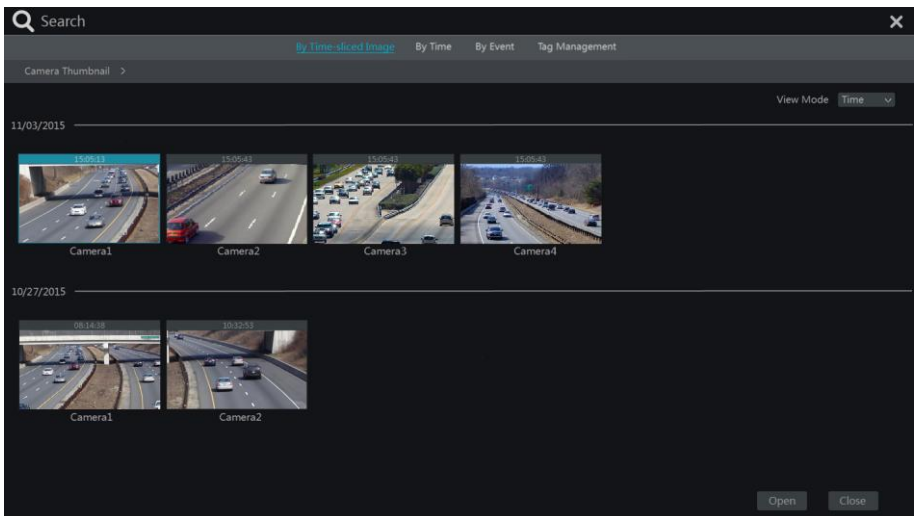 Search
By Time-sliced Image By Time By Event Tag Management
Camera Thumbnail >
View Mode Time
11/03/2015
15:05:13 15:05:43 15:05:43 15:05:43
Camera1 Camera2 Camera3 Camera4
10/27/2015
08:14:38 10:32:53
Camera1 Camera2
Open Close